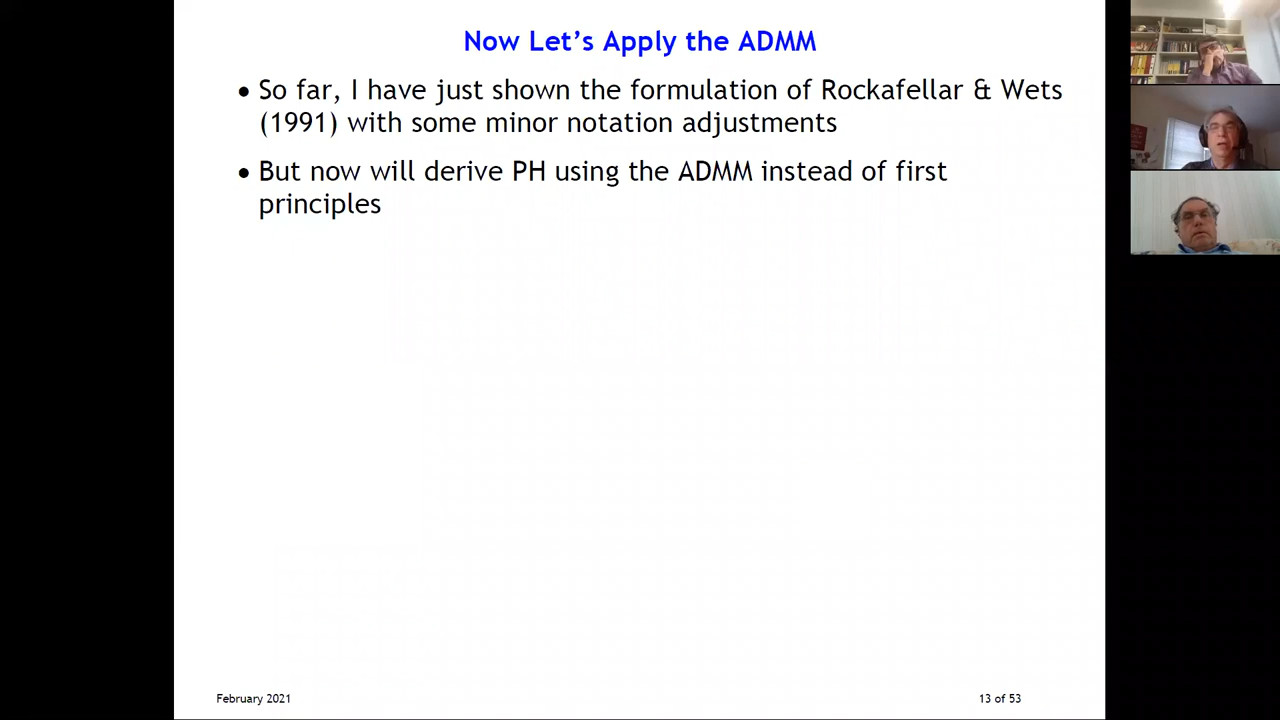 Now Let's Apply the ADMM
• So far, I have just shown the formulation of Rockafellar & Wets
(1991) with some minor notation adjustments
• But now will derive PH using the ADMM instead of first
principles
February 2021
13 of 53